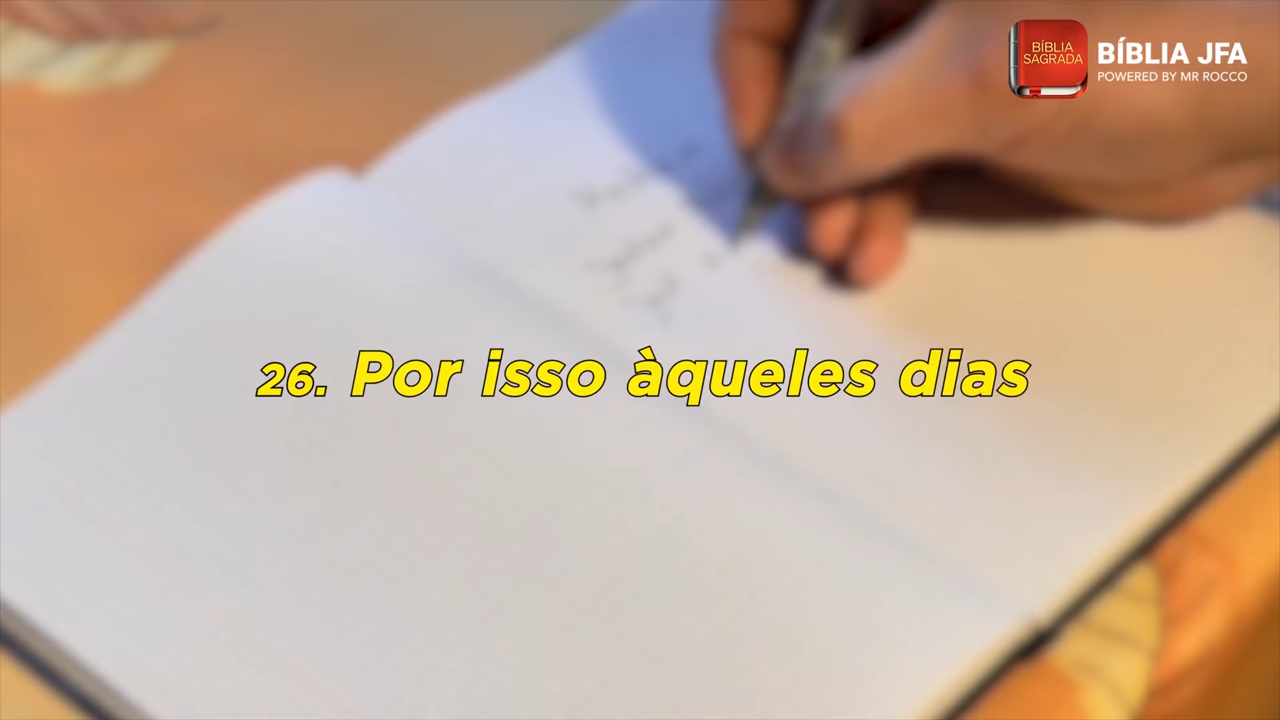 BÍBLIA
SAGRADA
BÍBLIA JFA
POWERED BY MR ROCCO
26. Por isso àqueles dias